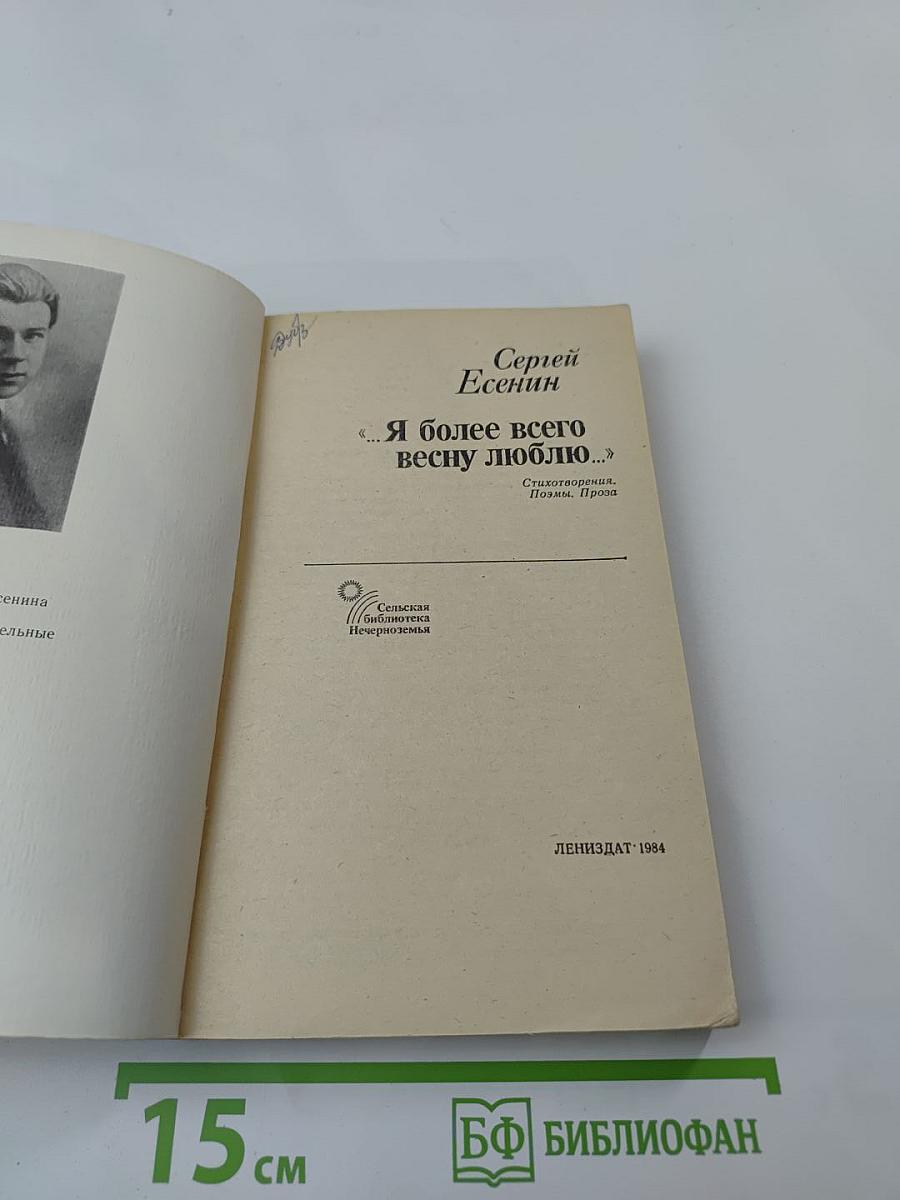 сенина
ельные
Сергей
Есенин
«...Я более всего
весну люблю...»
Стихотворения.
Поэмы. Проза
Сельская
библиотека
Нечерноземья
ЛЕНИЗДАТ · 1984
15 см
БФ БИБЛИОФАН